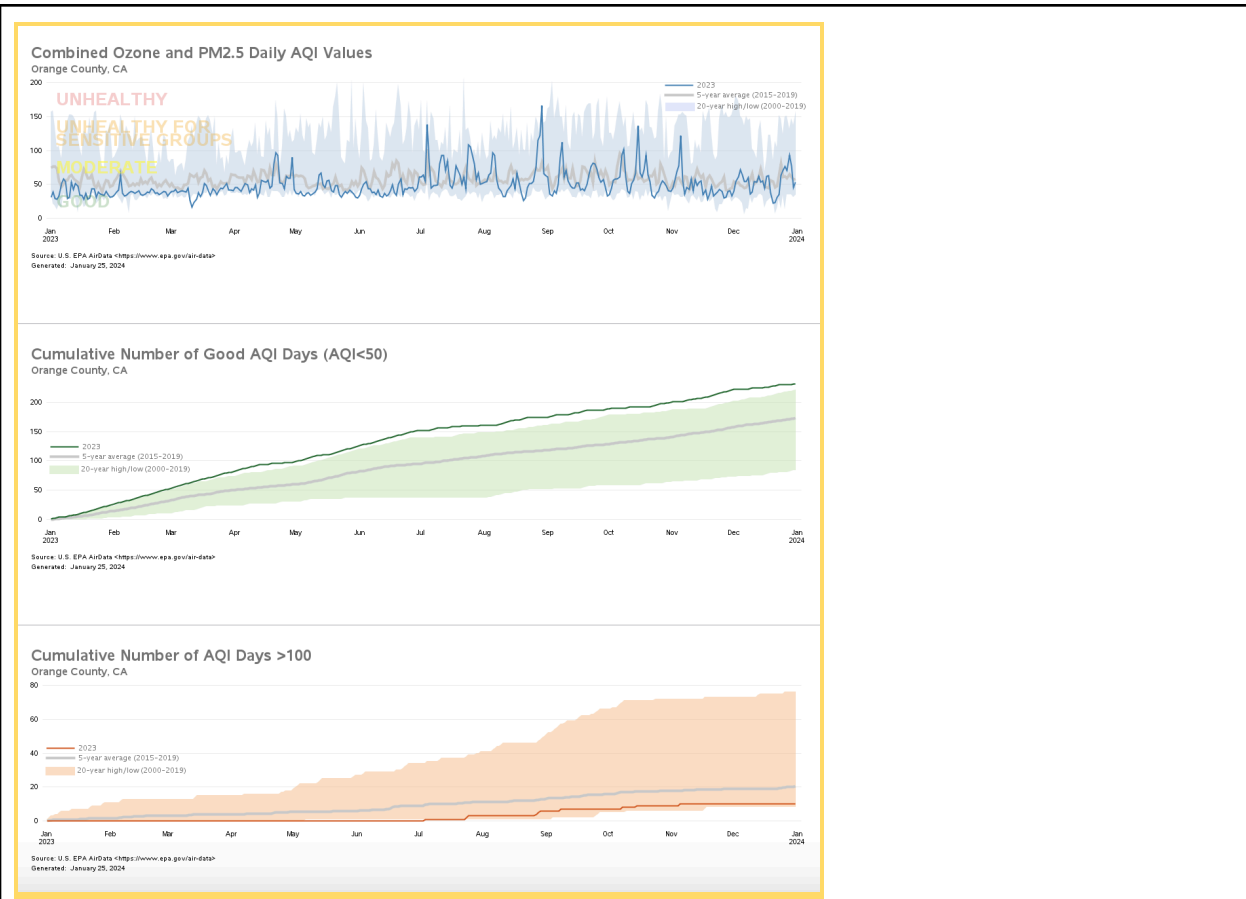 Combined Ozone and PM2.5 Daily AQI Values
Orange County, CA
200
150
100
50
0
UNHEALTHY
UNHEALTHY FOR
SENSITIVE GROUPS
MODERATE
GOOD
2023
5-year average (2015-2019)
20-year high/low (2000-2019)
Jan Feb Mar Apr May Jun Jul Aug Sep Oct Nov Dec Jan
2023 2024
Source: U.S. EPA AirData <https://www.epa.gov/air-data>
Generated: January 25, 2024
Cumulative Number of Good AQI Days (AQI<50)
Orange County, CA
200
150
100
50
0
2023
5-year average (2015-2019)
20-year high/low (2000-2019)
Jan Feb Mar Apr May Jun Jul Aug Sep Oct Nov Dec Jan
2023 2024
Source: U.S. EPA AirData <https://www.epa.gov/air-data>
Generated: January 25, 2024
Cumulative Number of AQI Days >100
Orange County, CA
80
60
40
20
0
2023
5-year average (2015-2019)
20-year high/low (2000-2019)
Jan Feb Mar Apr May Jun Jul Aug Sep Oct Nov Dec Jan
2023 2024
Source: U.S. EPA AirData <https://www.epa.gov/air-data>
Generated: January 25, 2024